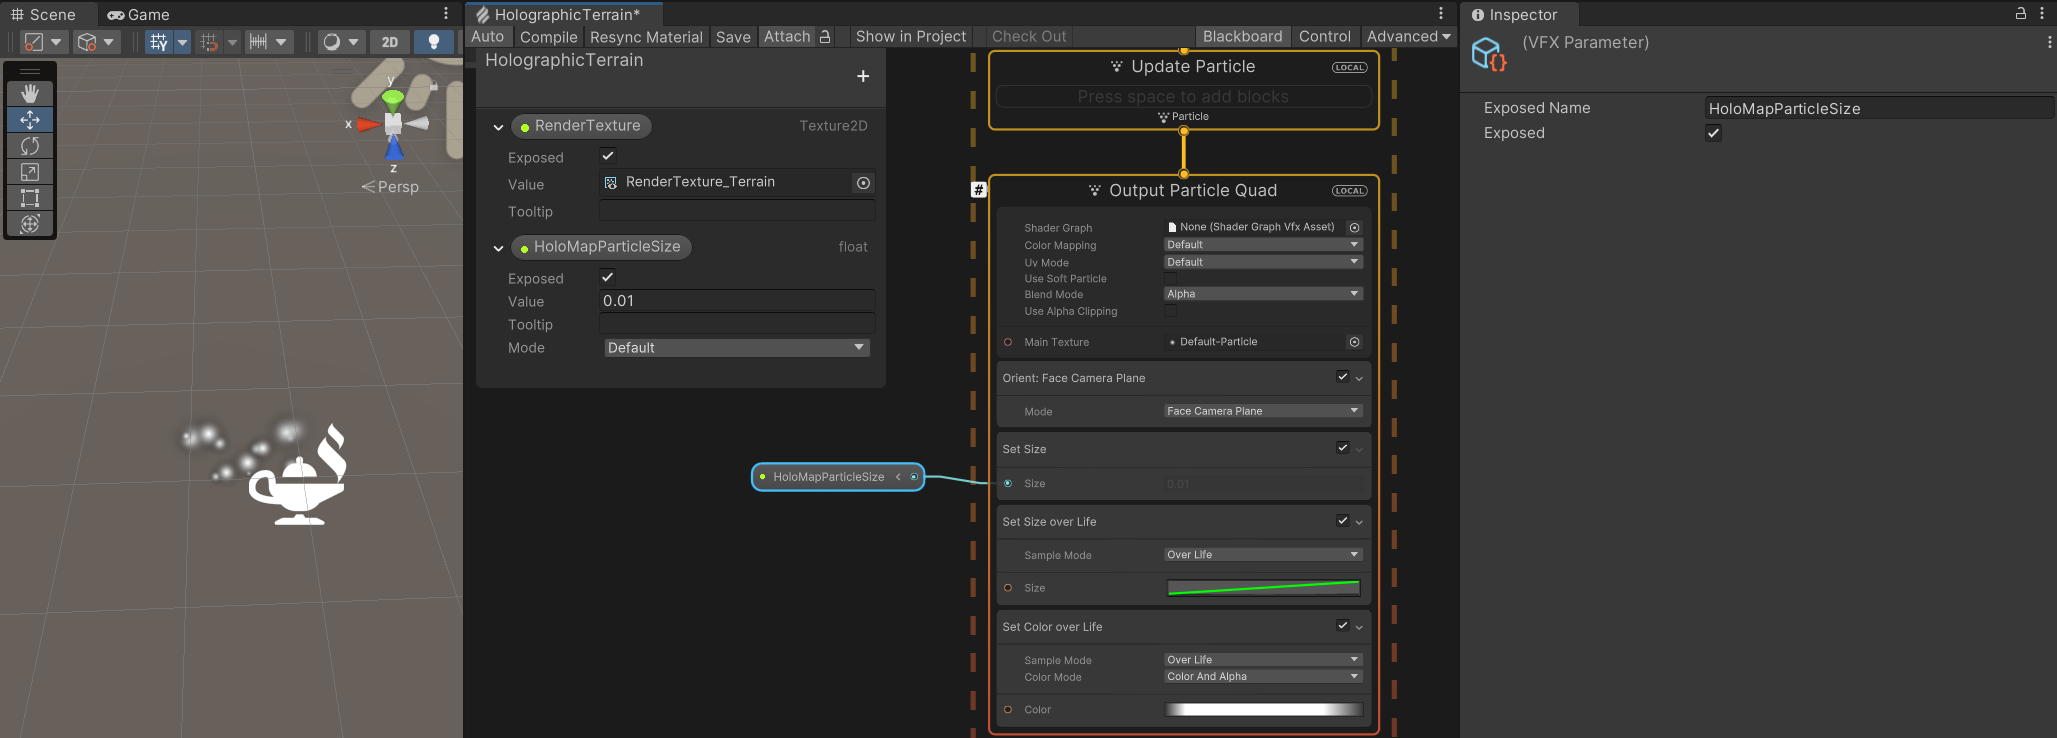 Scene
Game
2D
y
x
z
Persp
HolographicTerrain*
Auto
Compile
Resync Material
Save
Attach
Show in Project
Check Out
Blackboard
Control
Advanced
HolographicTerrain
+
RenderTexture
Texture2D
Exposed
Value
RenderTexture_Terrain
Tooltip
HoloMapParticleSize
float
Exposed
Value
0.01
Tooltip
Mode
Default
HoloMapParticleSize
Update Particle
LOCAL
Press space to add blocks
Particle
#
Output Particle Quad
LOCAL
Shader Graph
None (Shader Graph Vfx Asset)
Color Mapping
Default
Uv Mode
Default
Use Soft Particle
Blend Mode
Alpha
Use Alpha Clipping
Main Texture
Default-Particle
Orient: Face Camera Plane
Mode
Face Camera Plane
Set Size
Size
0.01
Set Size over Life
Sample Mode
Over Life
Size
Set Color over Life
Sample Mode
Over Life
Color Mode
Color And Alpha
Color
Inspector
(VFX Parameter)
Exposed Name
HoloMapParticleSize
Exposed